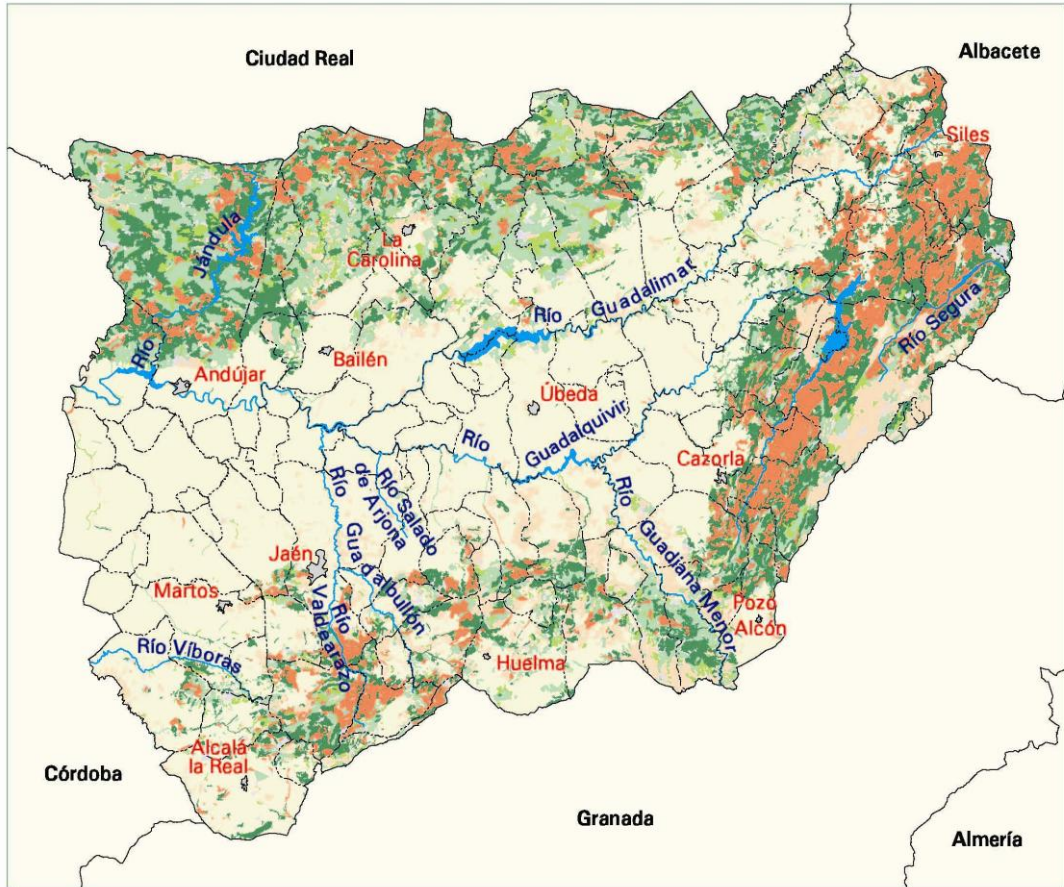 Ciudad Real
Albacete
Siles
La
Carolina
Jándula
Río
Guadalimar
Río Segura
Río
Bailén
Andújar
Úbeda
Río
Guadalquivir
Cazorla
Río
Río Salado
de Arjona
Río
Guadiana Menor
Jaén
Guadalbullón
Martos
Río
Valdearazo
Pozo
Alcón
Río Víboras
Huelma
Alcalá
la Real
Córdoba
Granada
Almería